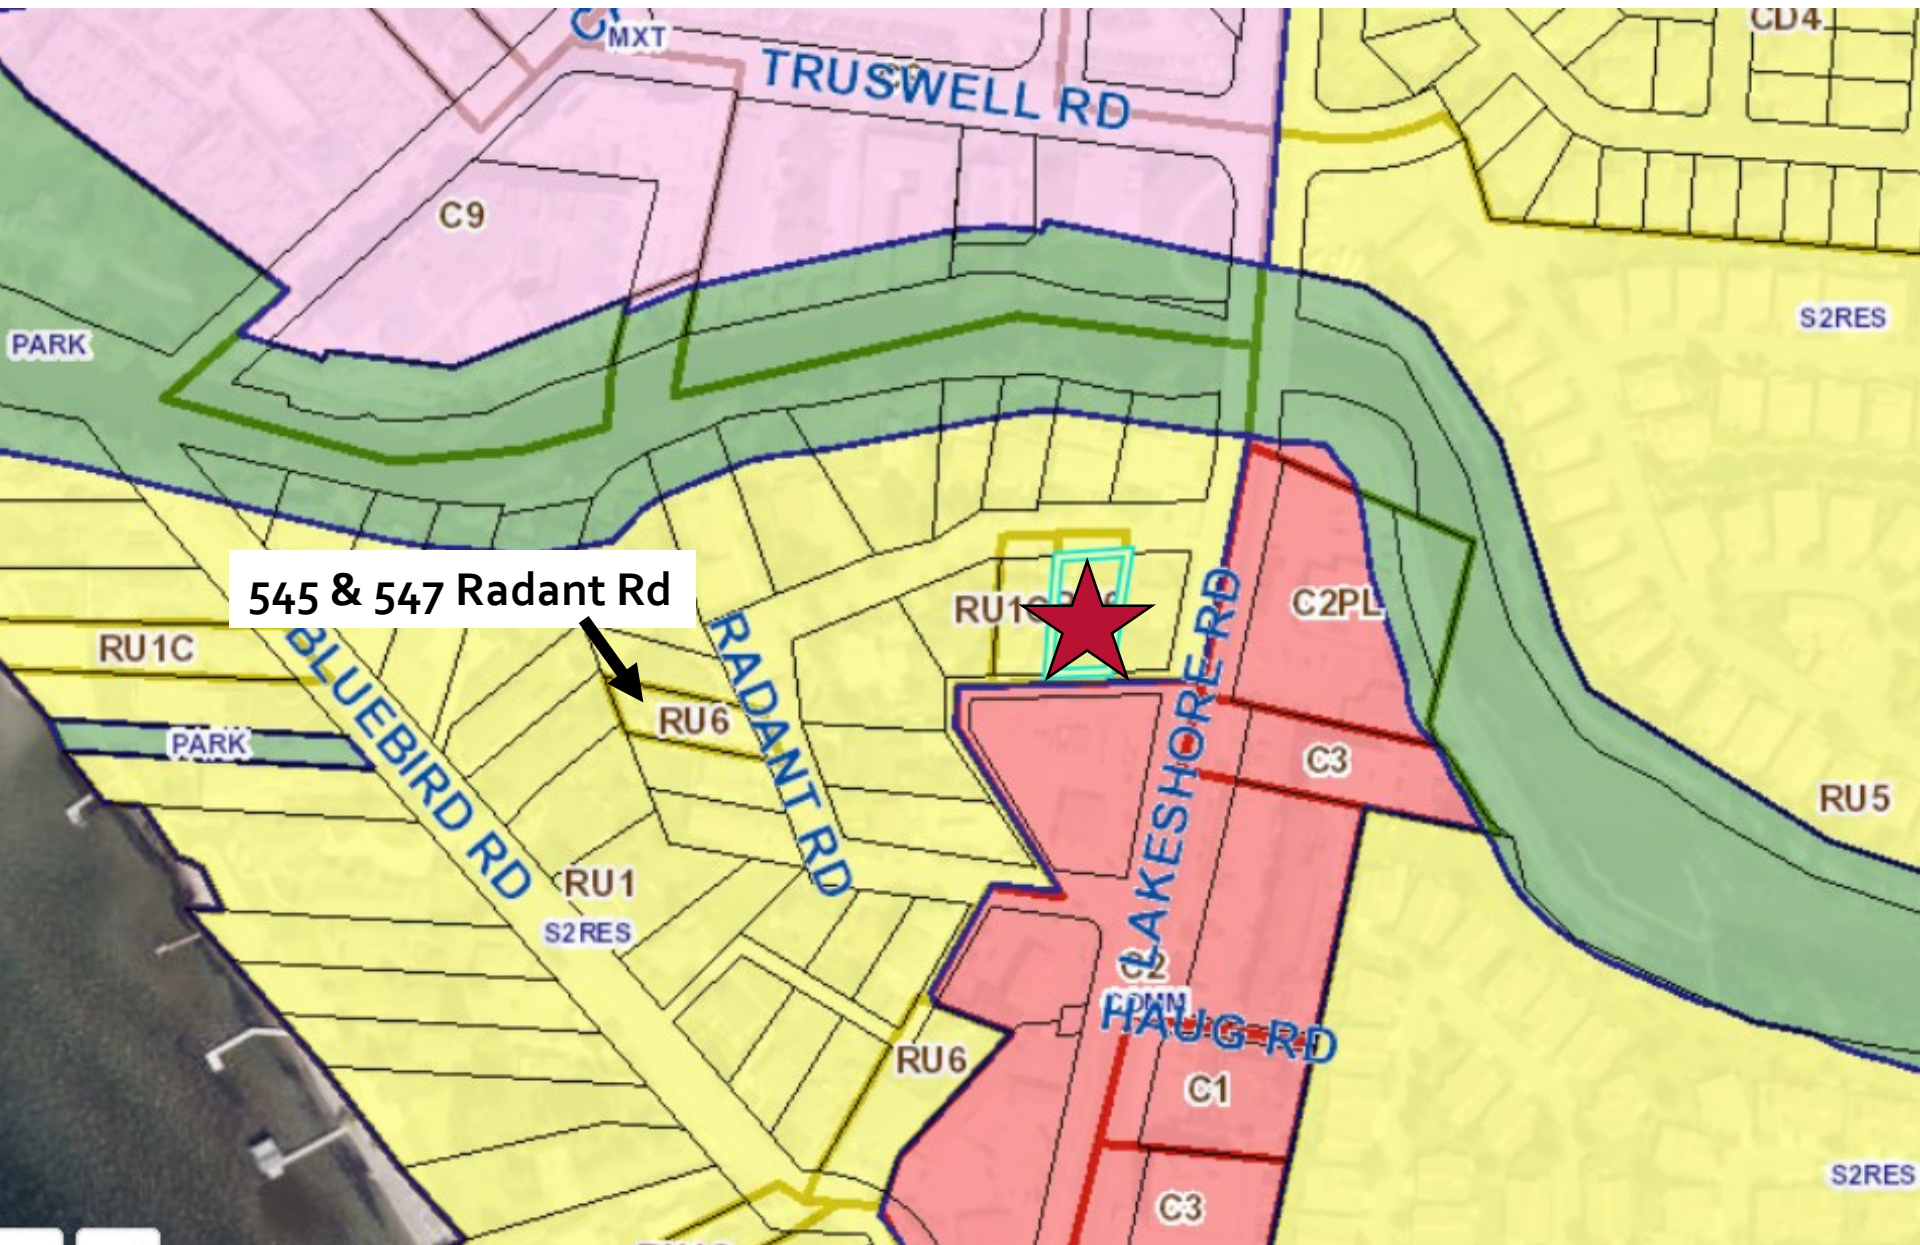 CD4
MXT
TRUSWELL RD
C9
S2RES
PARK
545 & 547 Radant Rd
RU1C
C2PL
RU1C
RADANT RD
LAKESHORE RD
BLUEBIRD RD
RU6
PARK
C3
RU5
RU1
S2RES
C2
COMM
HAUG RD
RU6
C1
S2RES
C3